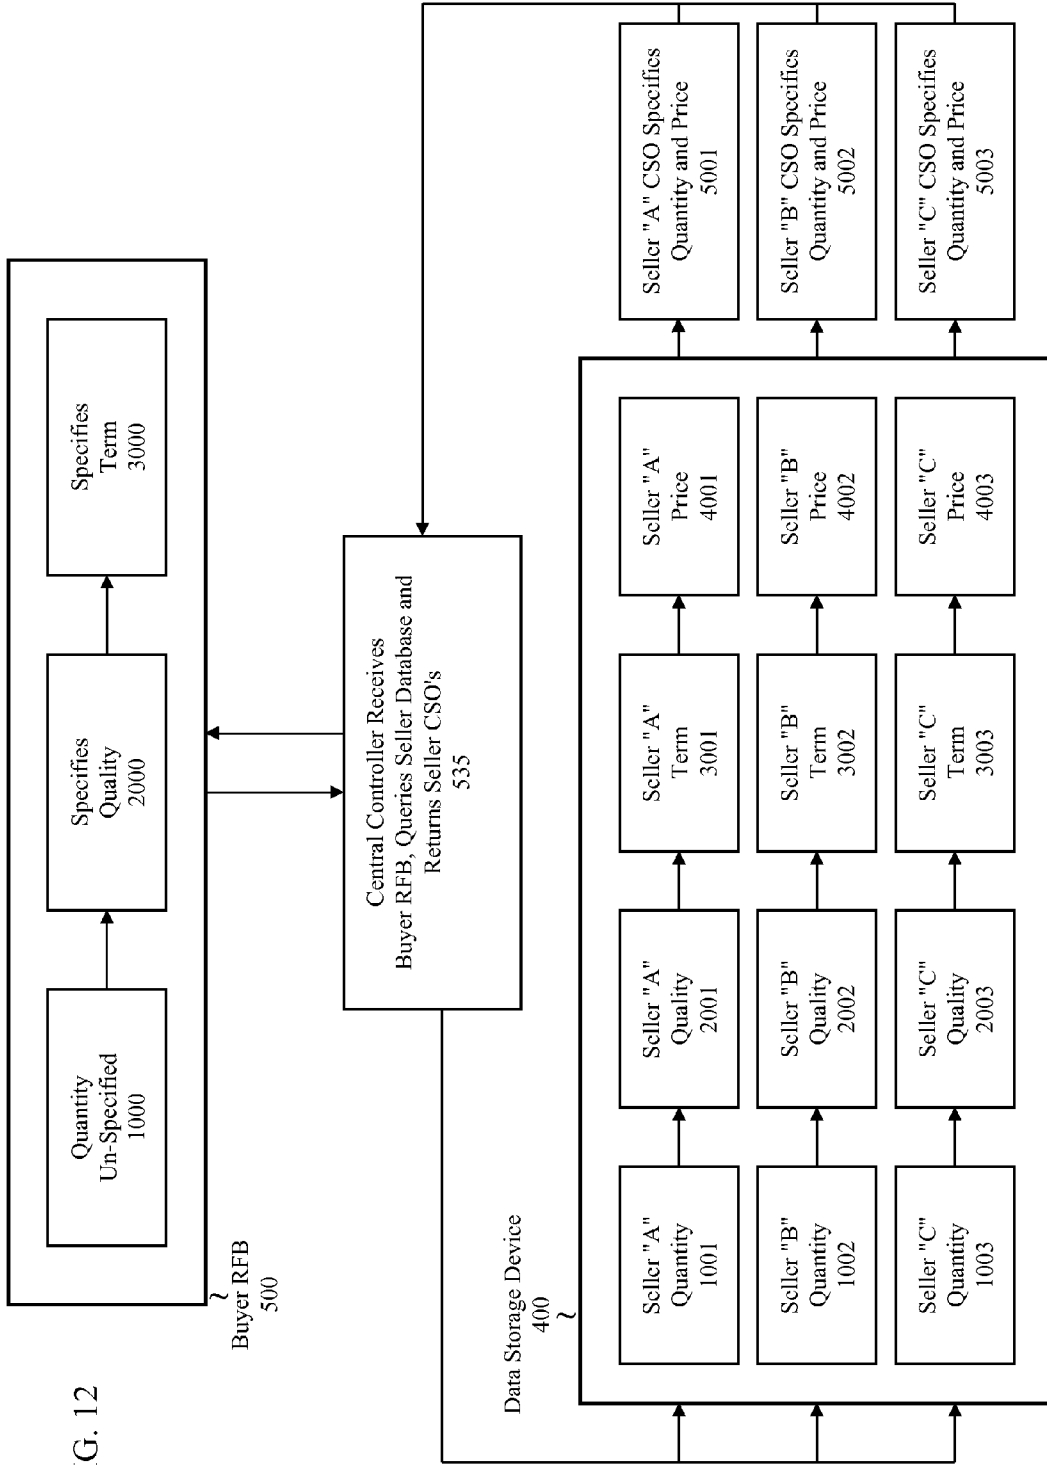 G. 12
Buyer RFB
500
Quantity
Un-Specified
1000
Specifies
Quality
2000
Specifies
Term
3000
Central Controller Receives
Buyer RFB, Queries Seller Database and
Returns Seller CSO's
535
Data Storage Device
400
Seller "A"
Quantity
1001
Seller "A"
Quality
2001
Seller "A"
Term
3001
Seller "A"
Price
4001
Seller "A" CSO Specifies
Quantity and Price
5001
Seller "B"
Quantity
1002
Seller "B"
Quality
2002
Seller "B"
Term
3002
Seller "B"
Price
4002
Seller "B" CSO Specifies
Quantity and Price
5002
Seller "C"
Quantity
1003
Seller "C"
Quality
2003
Seller "C"
Term
3003
Seller "C"
Price
4003
Seller "C" CSO Specifies
Quantity and Price
5003